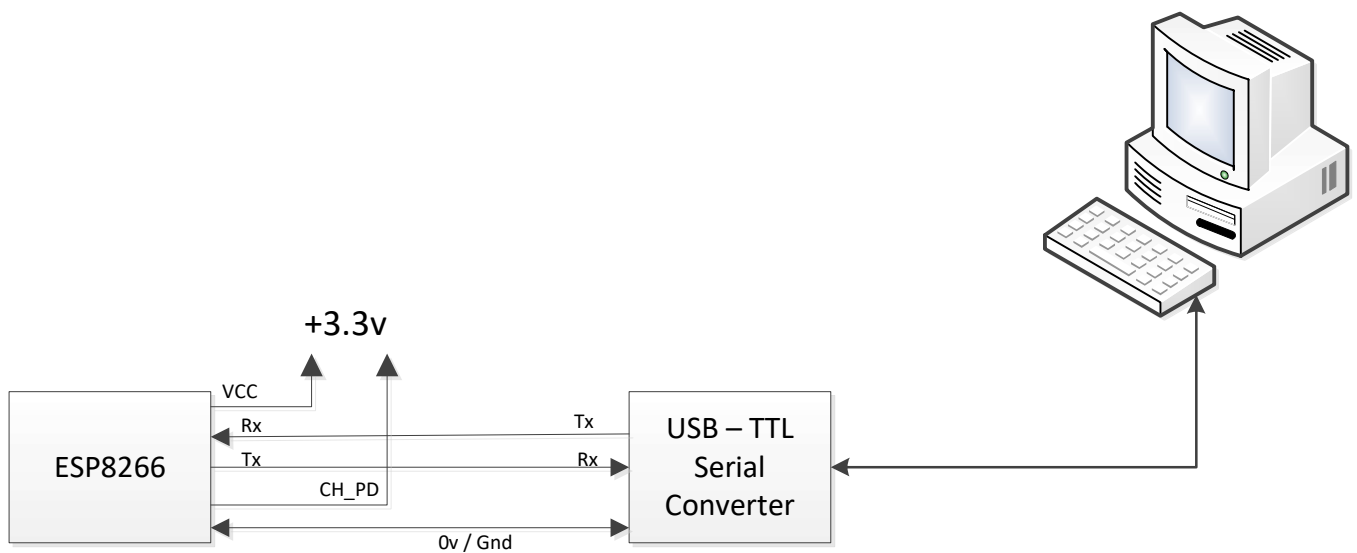 +3.3v
VCC
Rx
Tx
USB – TTL
Serial
Converter
ESP8266
Tx
Rx
CH_PD
0v / Gnd